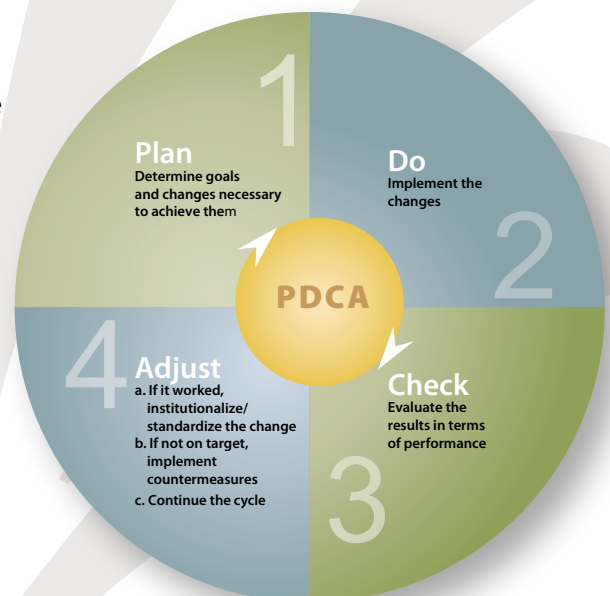 1
Plan
Determine goals
and changes necessary
to achieve them
Do
Implement the
changes
2
PDCA
4
Adjust
a. If it worked,
institutionalize/
standardize the change
b. If not on target,
implement
countermeasures
c. Continue the cycle
Check
Evaluate the
results in terms
of performance
3